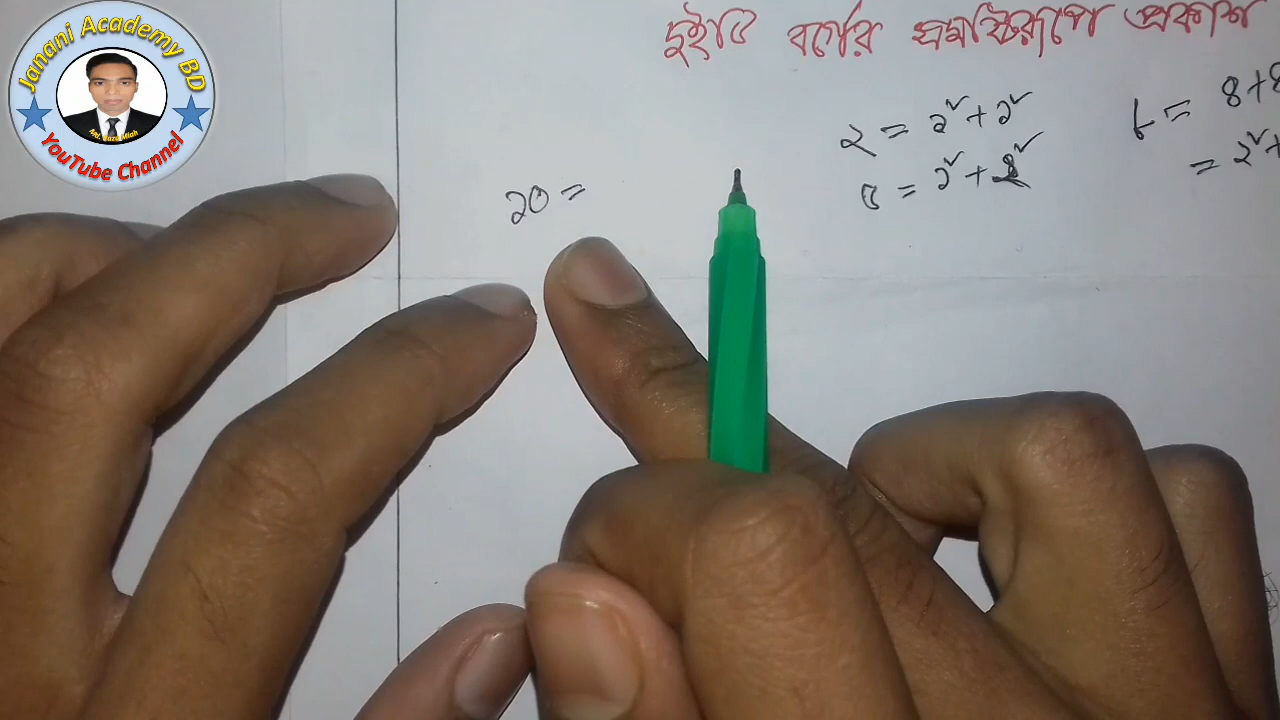 Janani Academy BD
YouTube Channel
দুইটি বর্গের সমষ্টিরূপে প্রকাশ
২ = ১² + ১²
৫ = ১² + ২²
৮ = ৪+৪
= ২² +
১০ =